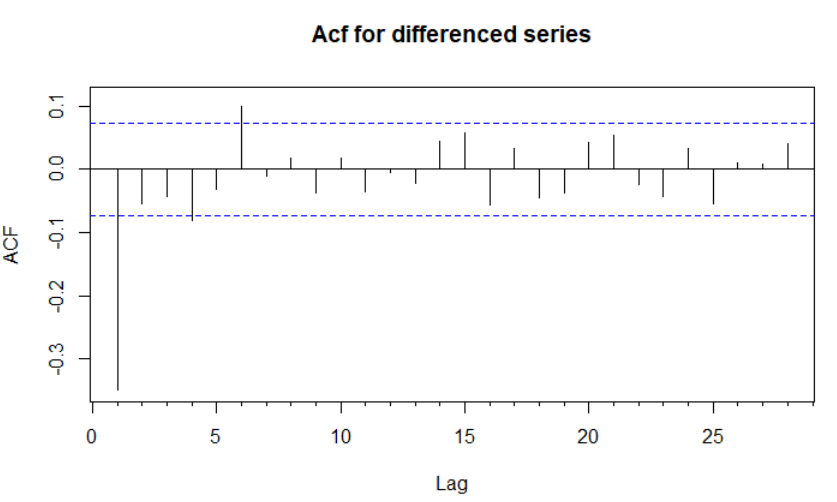 Acf for differenced series
0.1
0.0
-0.1
-0.2
-0.3
ACF
0 5 10 15 20 25
Lag